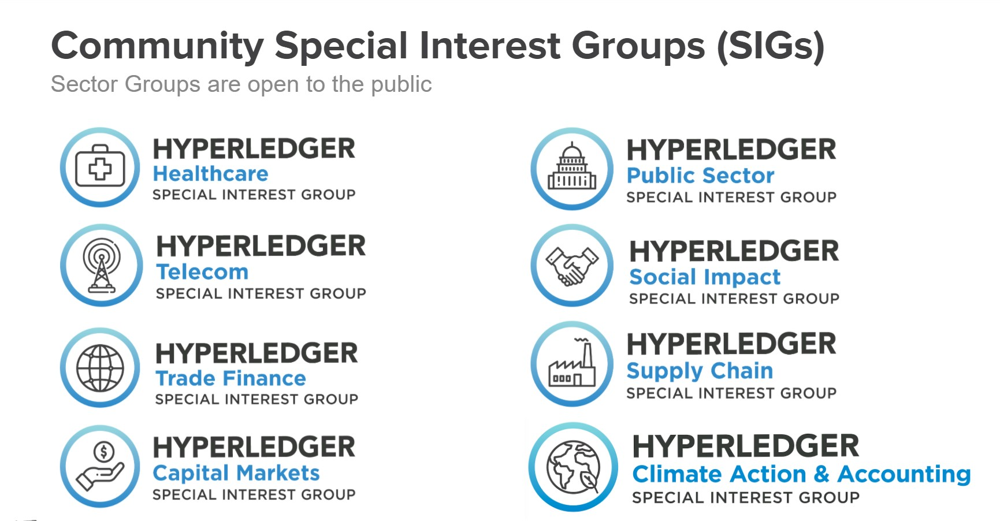 Community Special Interest Groups (SIGs)
Sector Groups are open to the public
HYPERLEDGER
Healthcare
SPECIAL INTEREST GROUP
HYPERLEDGER
Telecom
SPECIAL INTEREST GROUP
HYPERLEDGER
Trade Finance
SPECIAL INTEREST GROUP
$
HYPERLEDGER
Capital Markets
SPECIAL INTEREST GROUP
HYPERLEDGER
Public Sector
SPECIAL INTEREST GROUP
HYPERLEDGER
Social Impact
SPECIAL INTEREST GROUP
HYPERLEDGER
Supply Chain
SPECIAL INTEREST GROUP
HYPERLEDGER
Climate Action & Accounting
SPECIAL INTEREST GROUP